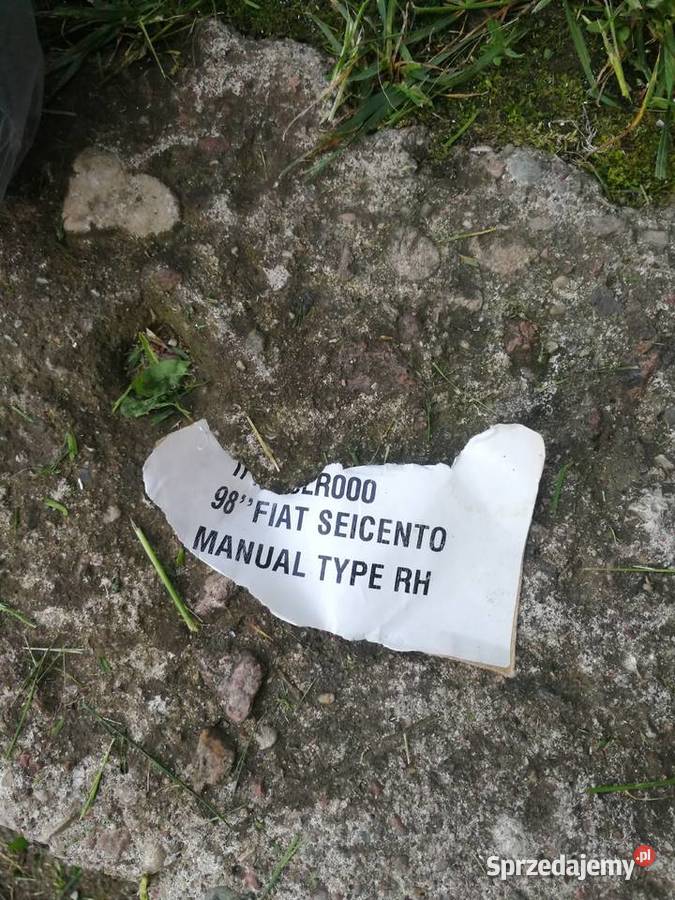 98’’FIAT SEICENTO
MANUAL TYPE RH
Sprzedajemy.pl